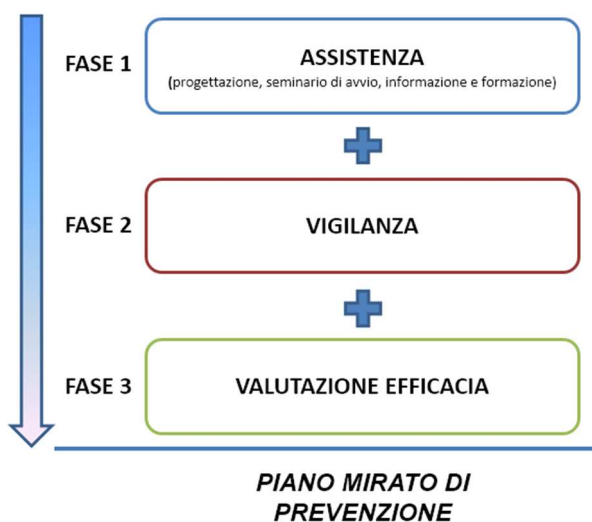 FASE 1
ASSISTENZA
(progettazione, seminario di avvio, informazione e formazione)
FASE 2
VIGILANZA
FASE 3
VALUTAZIONE EFFICACIA
PIANO MIRATO DI
PREVENZIONE